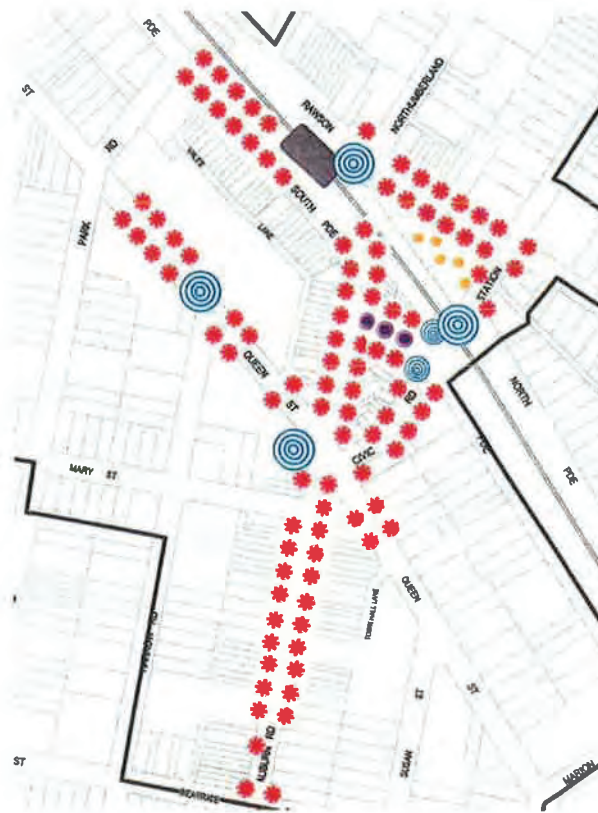 PDE
RAWSON
NORTHUMBERLAND
ST
RD
PARK
LANE
SOUTH
PDE
STATION
NORTH
PDE
QUEEN
ST
RD
CIVIC
MARY ST
QUEEN
ST
TOWN HALL LANE
SUSAN
ST
AUBURN RD
ST
BEATRICE
MARION